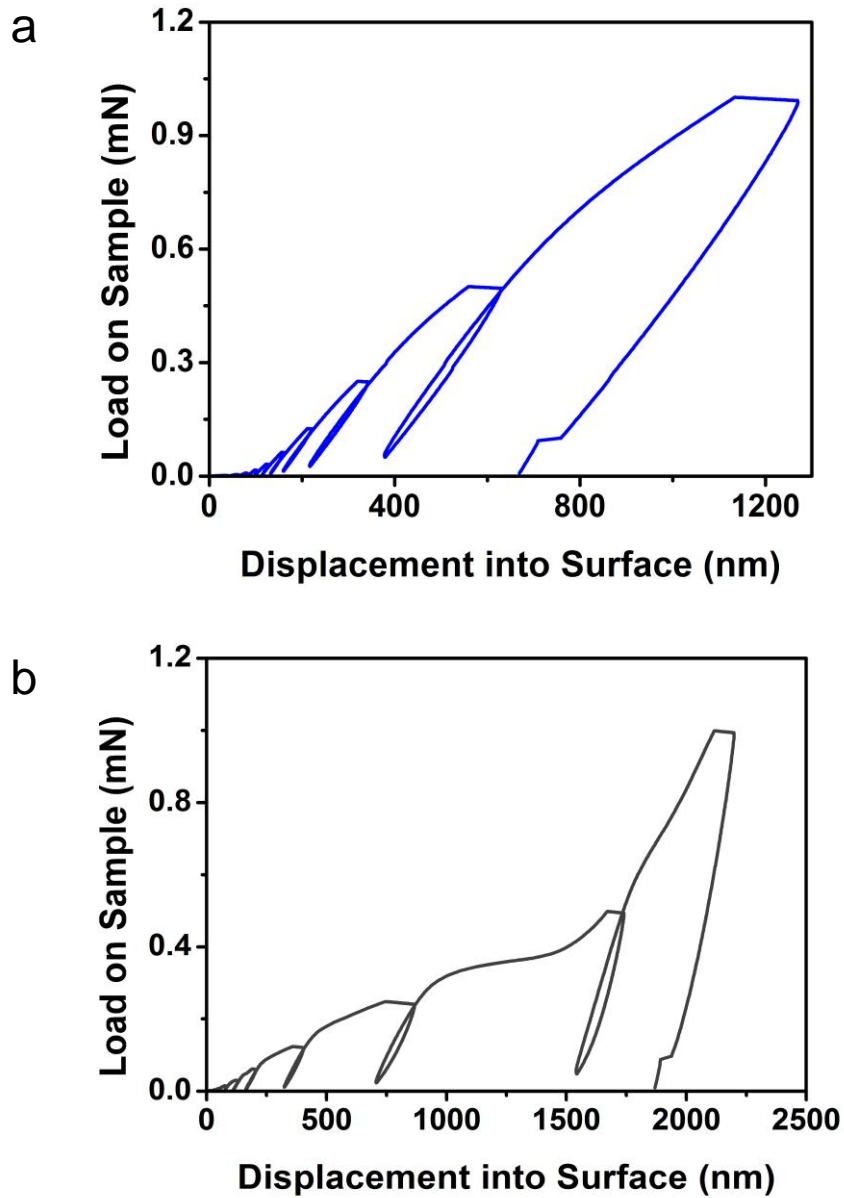 a
1.2
0.9
0.6
0.3
0.0
Load on Sample (mN)
0 400 800 1200
Displacement into Surface (nm)
b
1.2
0.8
0.4
0.0
Load on Sample (mN)
0 500 1000 1500 2000 2500
Displacement into Surface (nm)